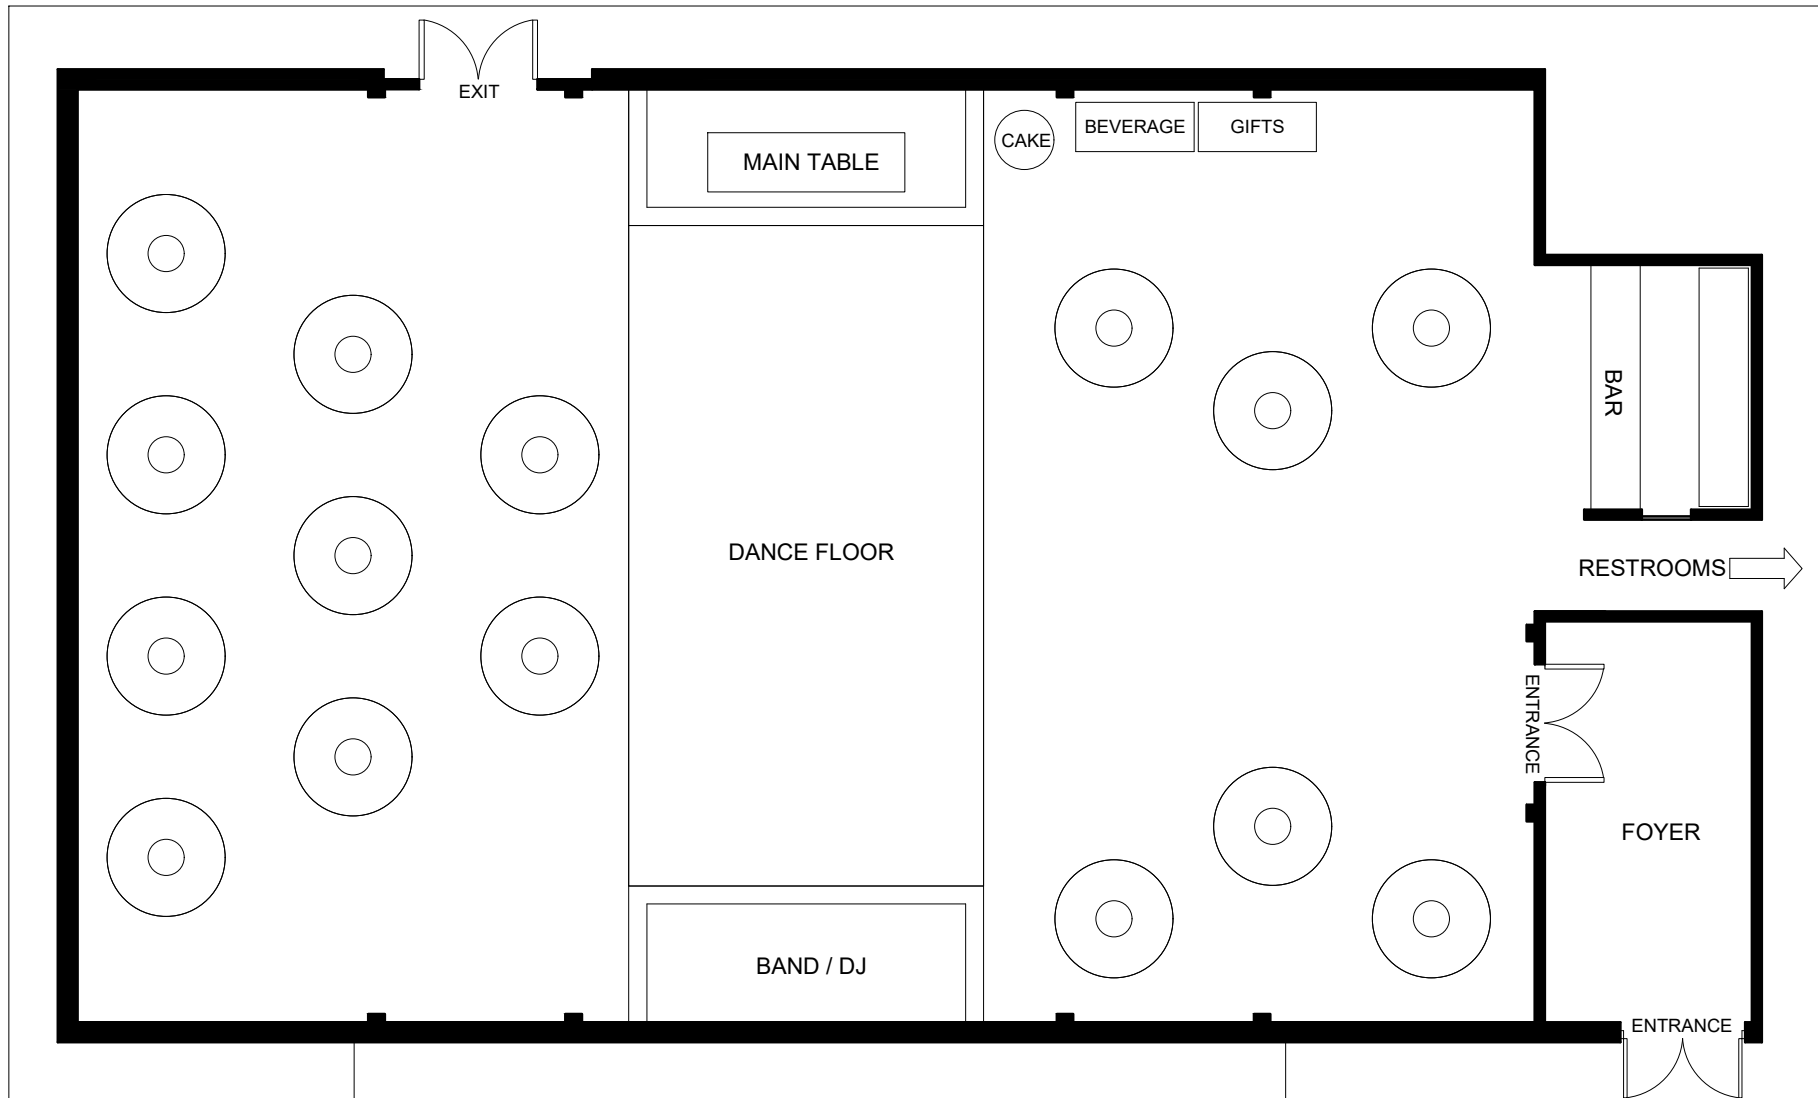 EXIT
MAIN TABLE
CAKE
BEVERAGE
GIFTS
BAR
DANCE FLOOR
RESTROOMS
ENTRANCE
FOYER
BAND / DJ
ENTRANCE